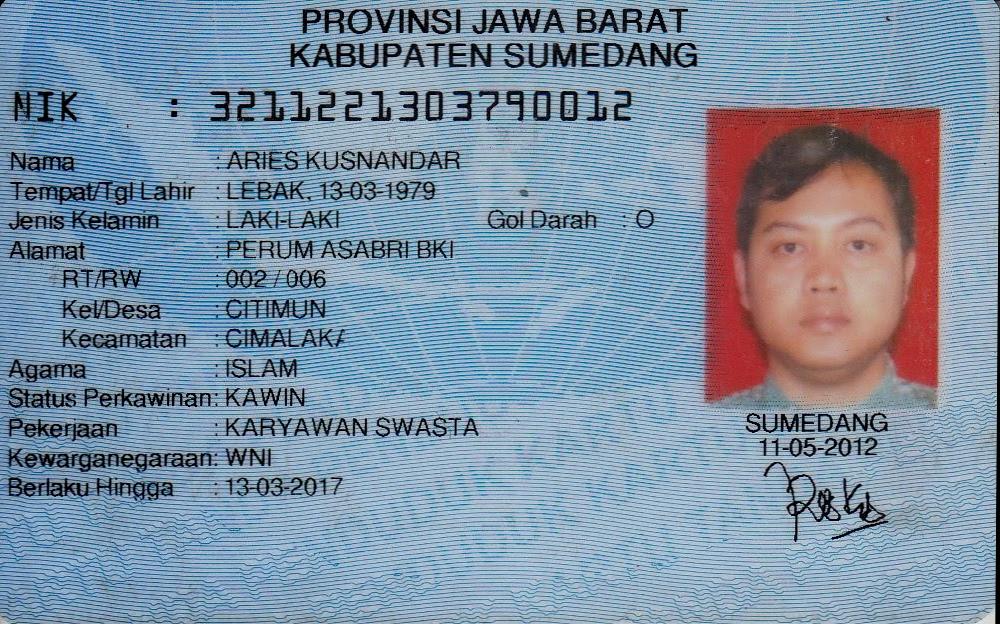 PROVINSI JAWA BARAT
KABUPATEN SUMEDANG
NIK : 3211221303790012
Nama : ARIES KUSNANDAR
Tempat/Tgl Lahir : LEBAK, 13-03-1979
Jenis Kelamin : LAKI-LAKI Gol Darah : O
Alamat : PERUM ASABRI BKI
RT/RW : 002 / 006
Kel/Desa : CITIMUN
Kecamatan : CIMALAKA
Agama : ISLAM
Status Perkawinan: KAWIN
Pekerjaan : KARYAWAN SWASTA
Kewarganegaraan: WNI
Berlaku Hingga : 13-03-2017
SUMEDANG
11-05-2012